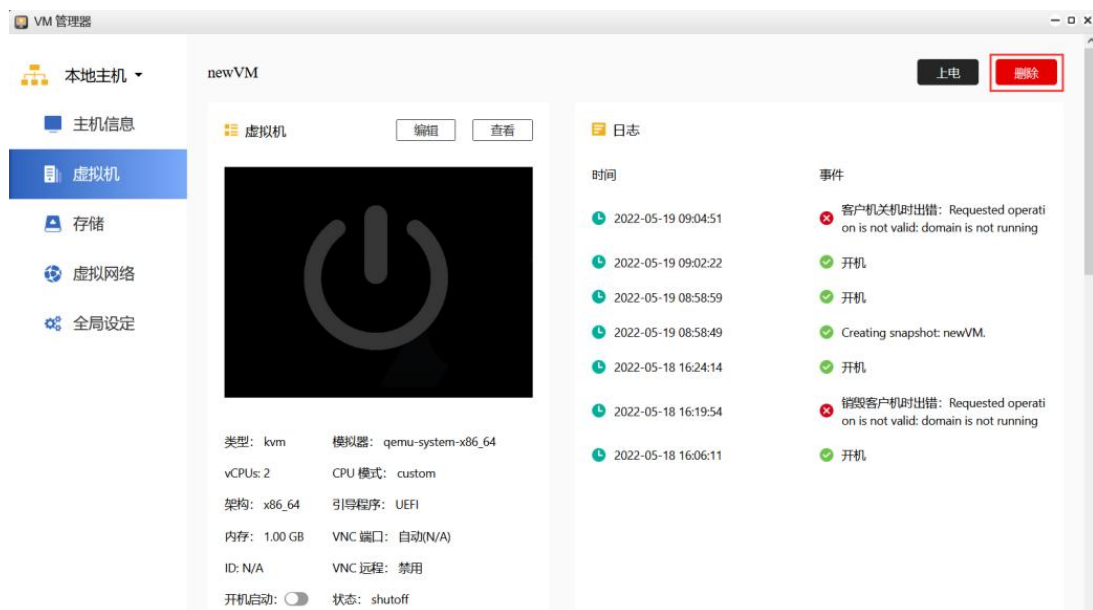 VM 管理器
本地主机
主机信息
虚拟机
存储
虚拟网络
全局设定
newVM
上电
删除
虚拟机
编辑
查看
类型: kvm
模拟器: qemu-system-x86_64
vCPUs: 2
CPU 模式: custom
架构: x86_64
引导程序: UEFI
内存: 1.00 GB
VNC 端口: 自动(N/A)
ID: N/A
VNC 远程: 禁用
开机启动:
状态: shutoff
日志
时间
事件
2022-05-19 09:04:51
客户机关机时出错: Requested operati
on is not valid: domain is not running
2022-05-19 09:02:22
开机
2022-05-19 08:58:59
开机
2022-05-19 08:58:49
Creating snapshot: newVM.
2022-05-18 16:24:14
开机
2022-05-18 16:19:54
销毁客户机时出错: Requested operati
on is not valid: domain is not running
2022-05-18 16:06:11
开机